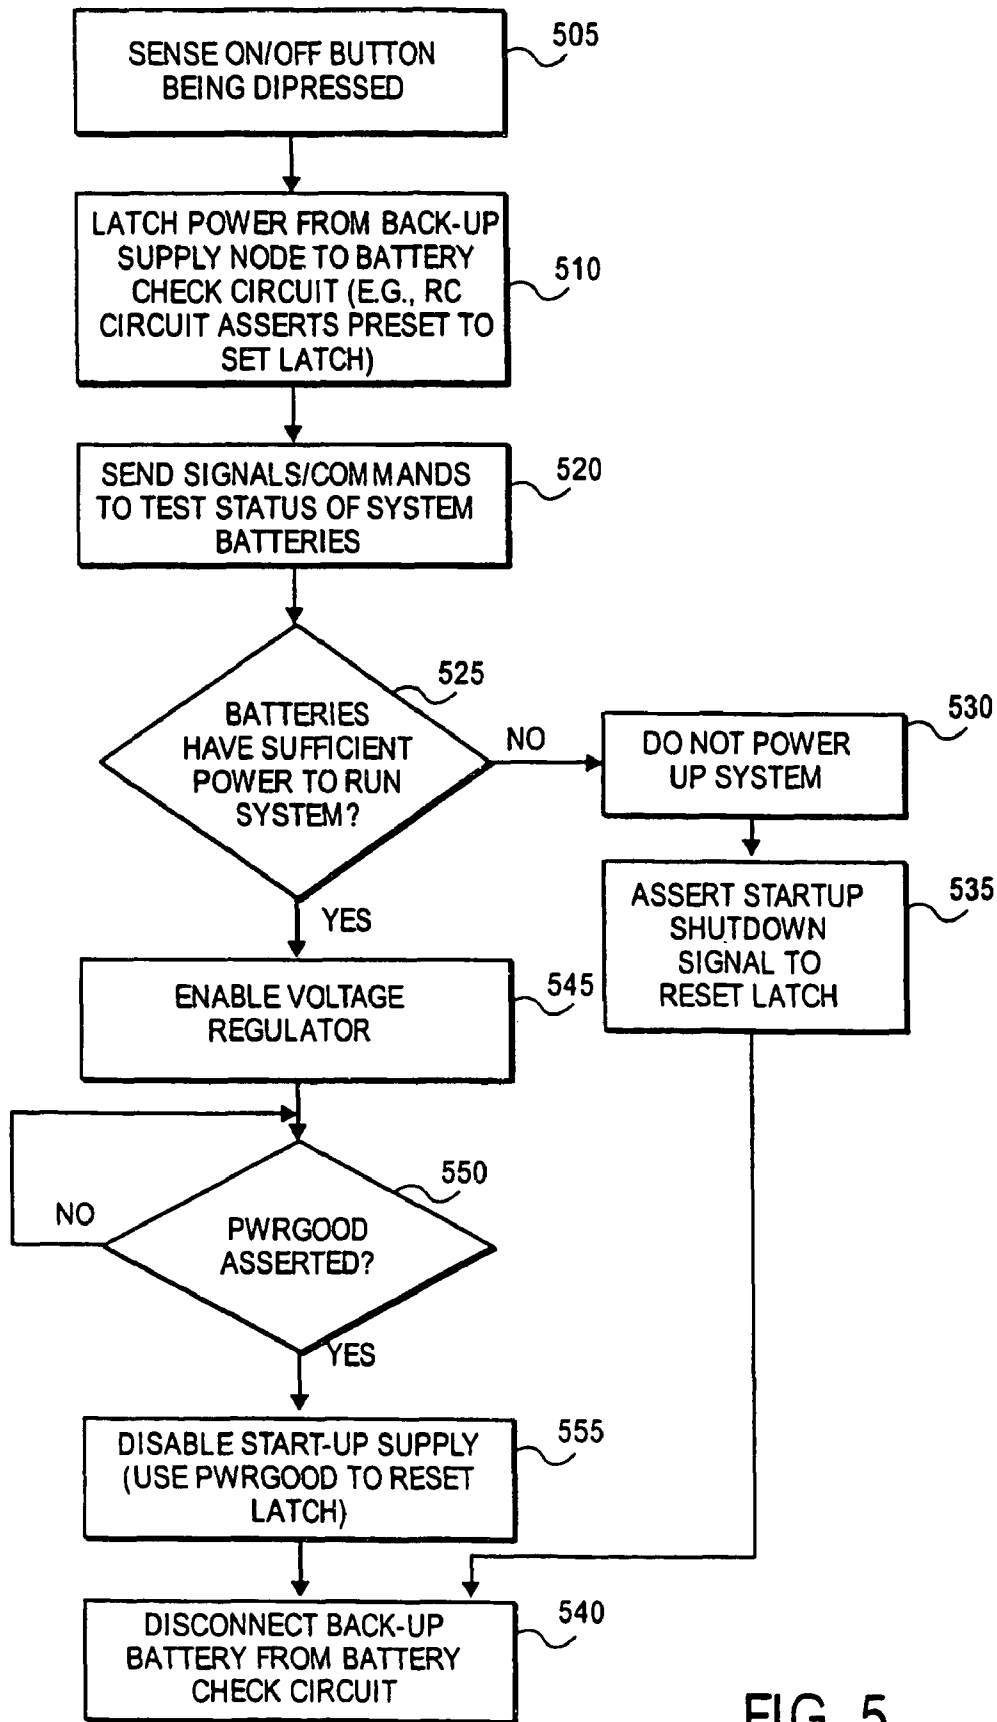 SENSE ON/OFF BUTTON
BEING DIPRESSED
505
LATCH POWER FROM BACK-UP
SUPPLY NODE TO BATTERY
CHECK CIRCUIT (E.G., RC
CIRCUIT ASSERTS PRESET TO
SET LATCH)
510
SEND SIGNALS/COMMANDS
TO TEST STATUS OF SYSTEM
BATTERIES
520
BATTERIES
HAVE SUFFICIENT
POWER TO RUN
SYSTEM?
525
NO
DO NOT POWER
UP SYSTEM
530
ASSERT STARTUP
SHUTDOWN
SIGNAL TO
RESET LATCH
535
YES
ENABLE VOLTAGE
REGULATOR
545
PWRGOOD
ASSERTED?
550
NO
YES
DISABLE START-UP SUPPLY
(USE PWRGOOD TO RESET
LATCH)
555
DISCONNECT BACK-UP
BATTERY FROM BATTERY
CHECK CIRCUIT
540
FIG. 5